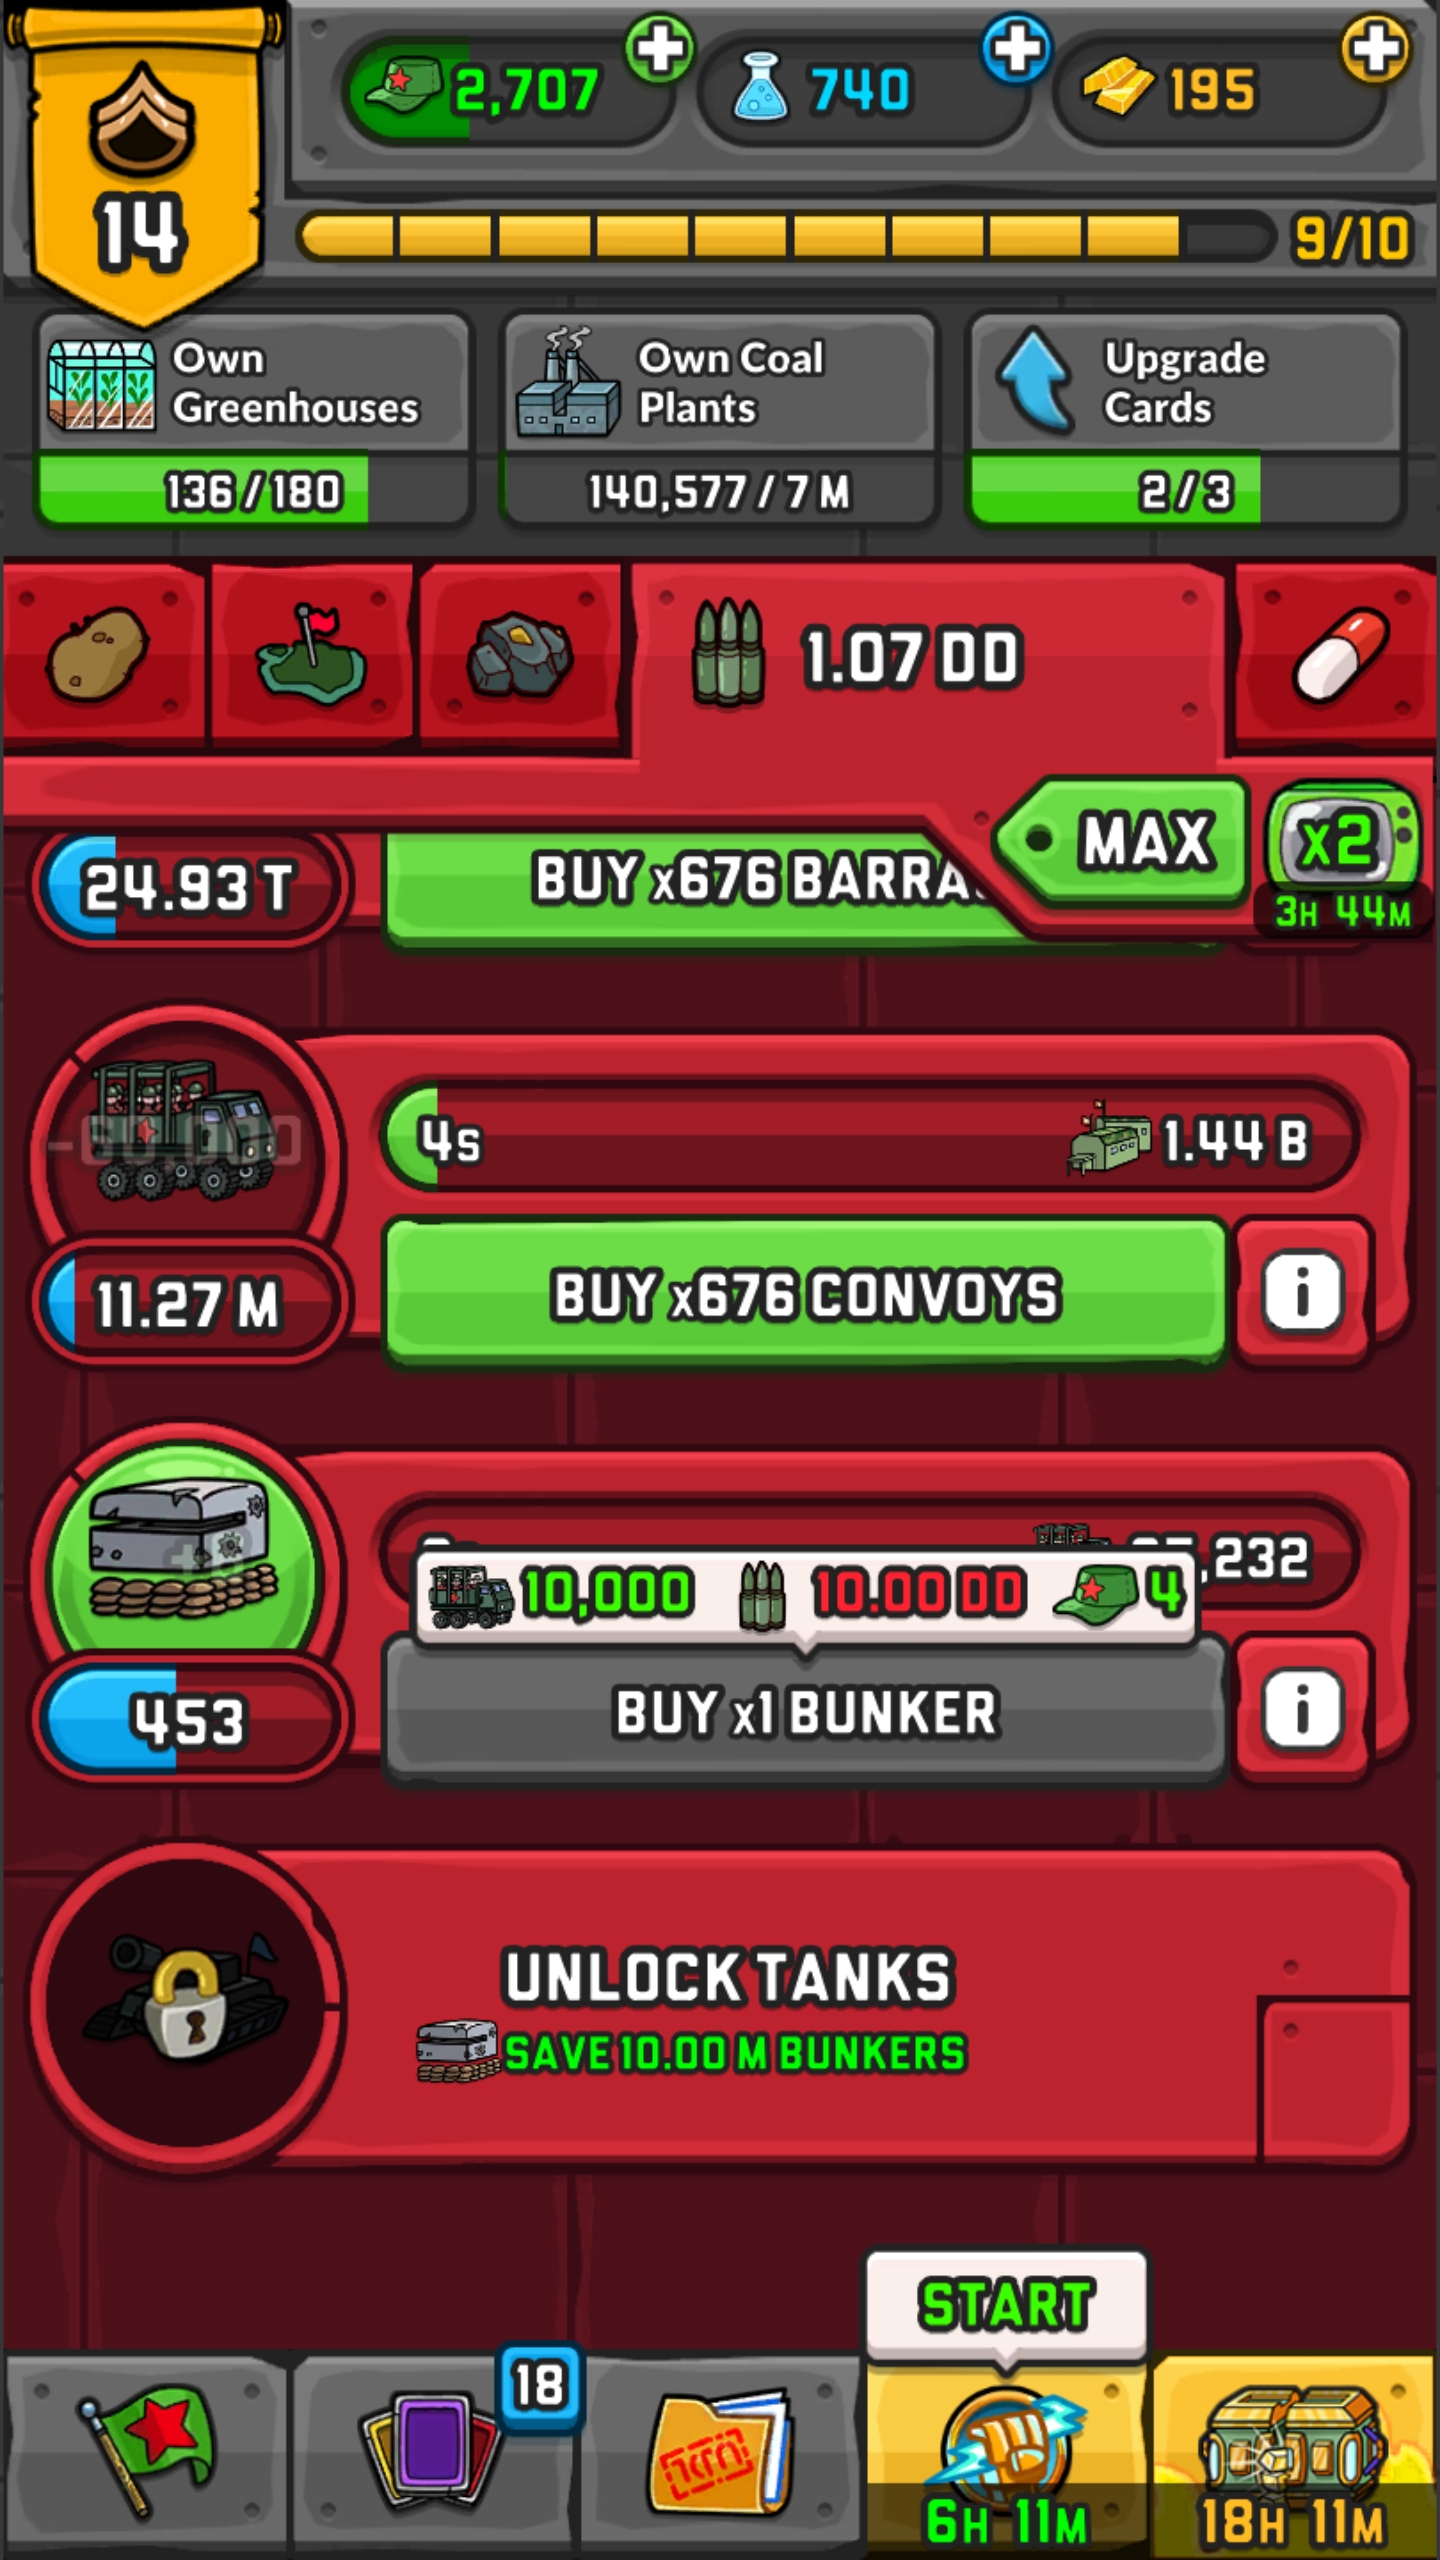 2,707
740
195
14
9/10
Own
Greenhouses
Own Coal
Plants
Upgrade
Cards
136/180
140,577/7 M
2/3
1.07 DD
MAX
x2
3H 44M
24.93 T
BUY x676
4s
1.44 B
11.27 M
BUY x676 CONVOYS
i
,232
10,000
10.00 DD
4
453
BUY x1 BUNKER
i
UNLOCK TANKS
SAVE 10.00 M BUNKERS
START
18
6H 11M
18H 11M